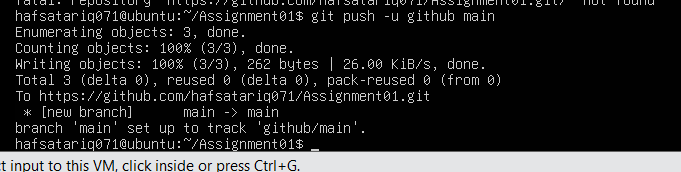 fatal: repository 'https://github.com/hafsatariq071/Assignment01.git/' not found
hafsatariq071@ubuntu:~/Assignment01$ git push -u github main
Enumerating objects: 3, done.
Counting objects: 100% (3/3), done.
Writing objects: 100% (3/3), 262 bytes | 26.00 KiB/s, done.
Total 3 (delta 0), reused 0 (delta 0), pack-reused 0 (from 0)
To https://github.com/hafsatariq071/Assignment01.git
 * [new branch]      main -> main
branch 'main' set up to track 'github/main'.
hafsatariq071@ubuntu:~/Assignment01$ _
ct input to this VM, click inside or press Ctrl+G.